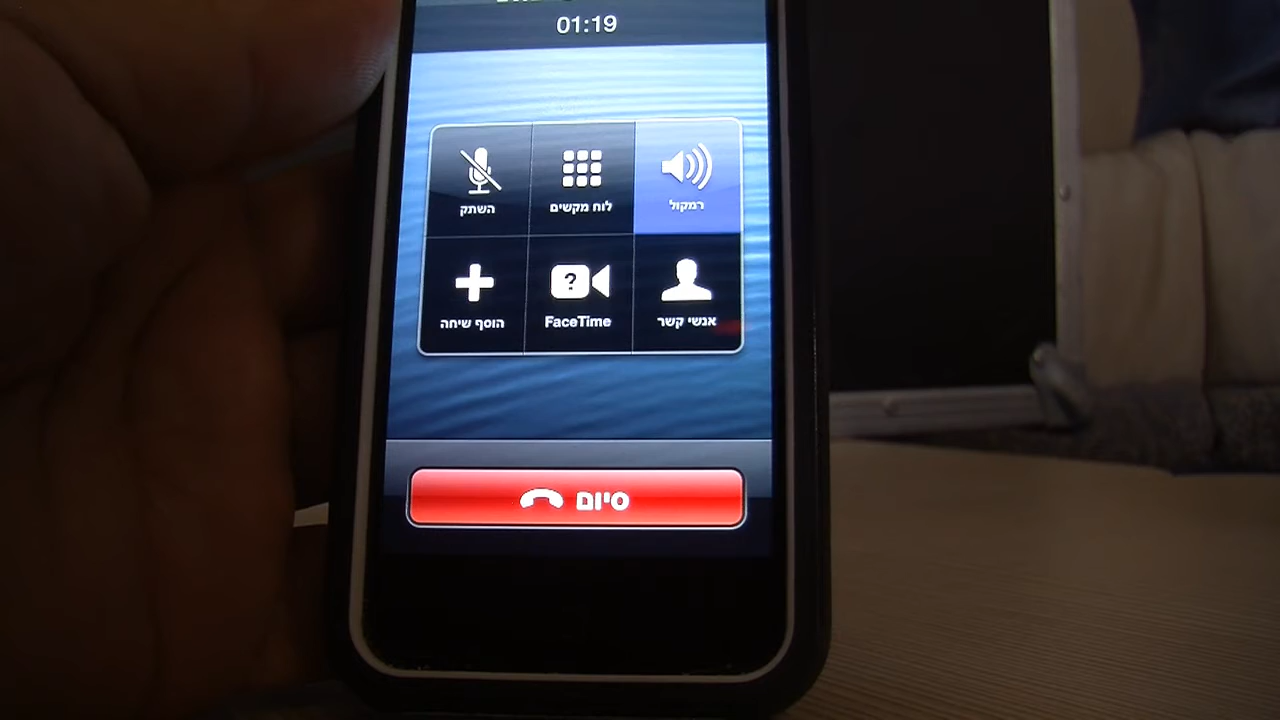 01:19
רמקול
לוח מקשים
השתק
אנשי קשר
FaceTime
הוסף שיחה
סיום